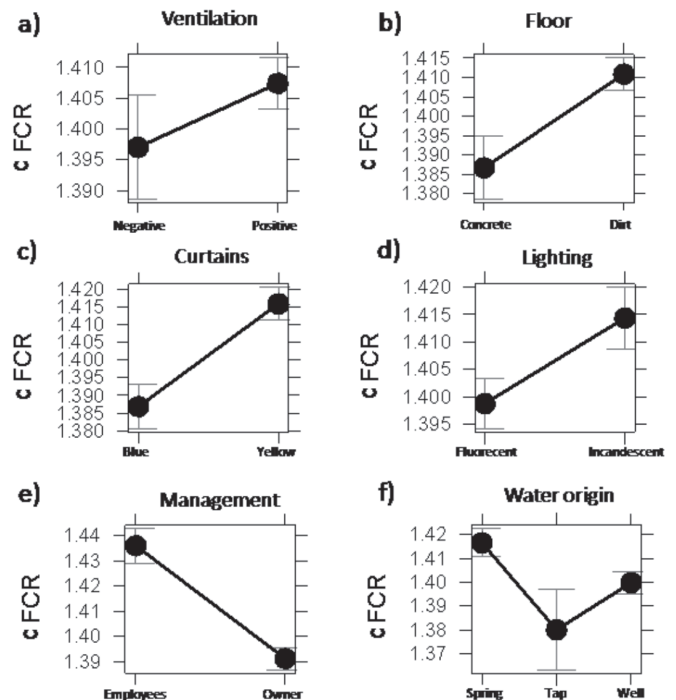 a) Ventilation
c FCR
1.410
1.405
1.400
1.395
1.390
Negative Positive
b) Floor
c FCR
1.415
1.410
1.405
1.400
1.395
1.390
1.385
1.380
Concrete Dirt
c) Curtains
c FCR
1.420
1.415
1.410
1.405
1.400
1.395
1.390
1.385
1.380
Blue Yellow
d) Lighting
c FCR
1.420
1.415
1.410
1.405
1.400
1.395
Fluorecent Incandescent
e) Management
c FCR
1.44
1.43
1.42
1.41
1.40
1.39
Employees Owner
f) Water origin
c FCR
1.42
1.41
1.40
1.39
1.38
1.37
Spring Tap Well